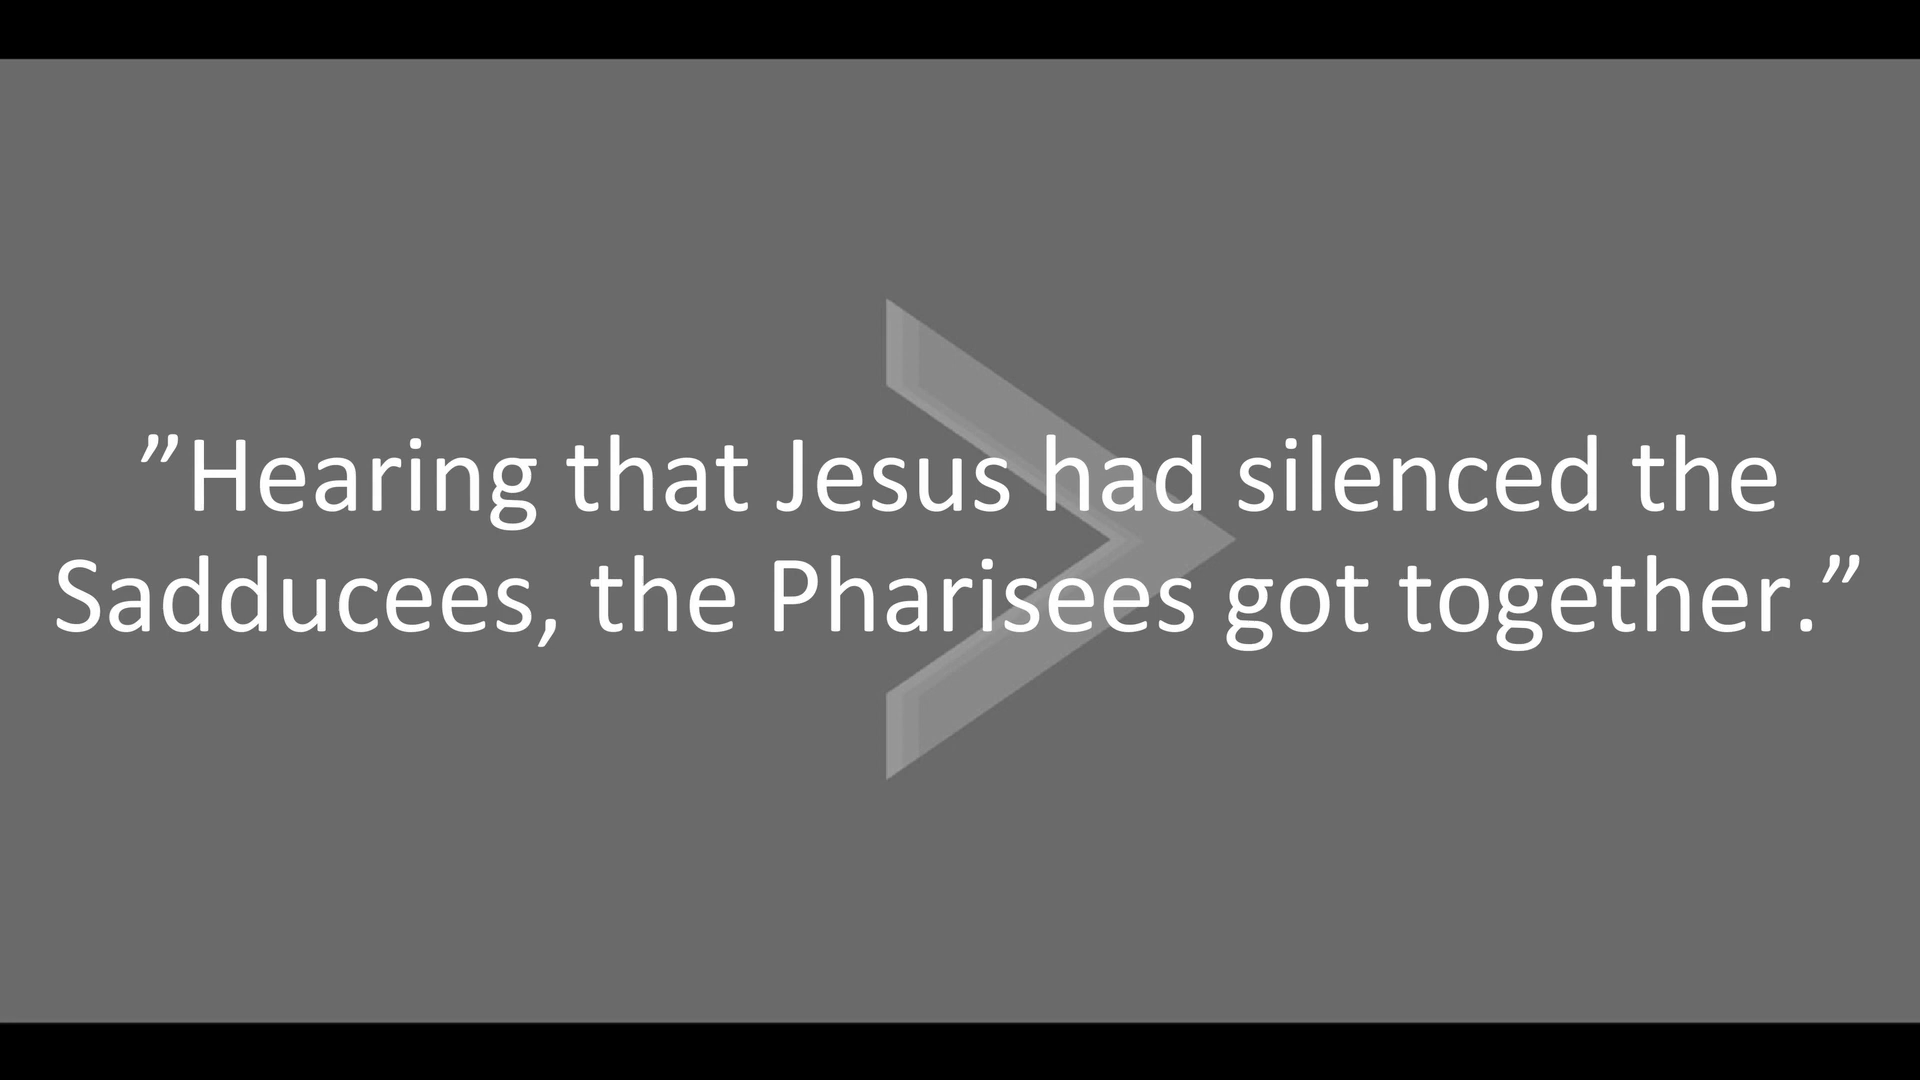 ”Hearing that Jesus had silenced the
Sadducees, the Pharisees got together.”